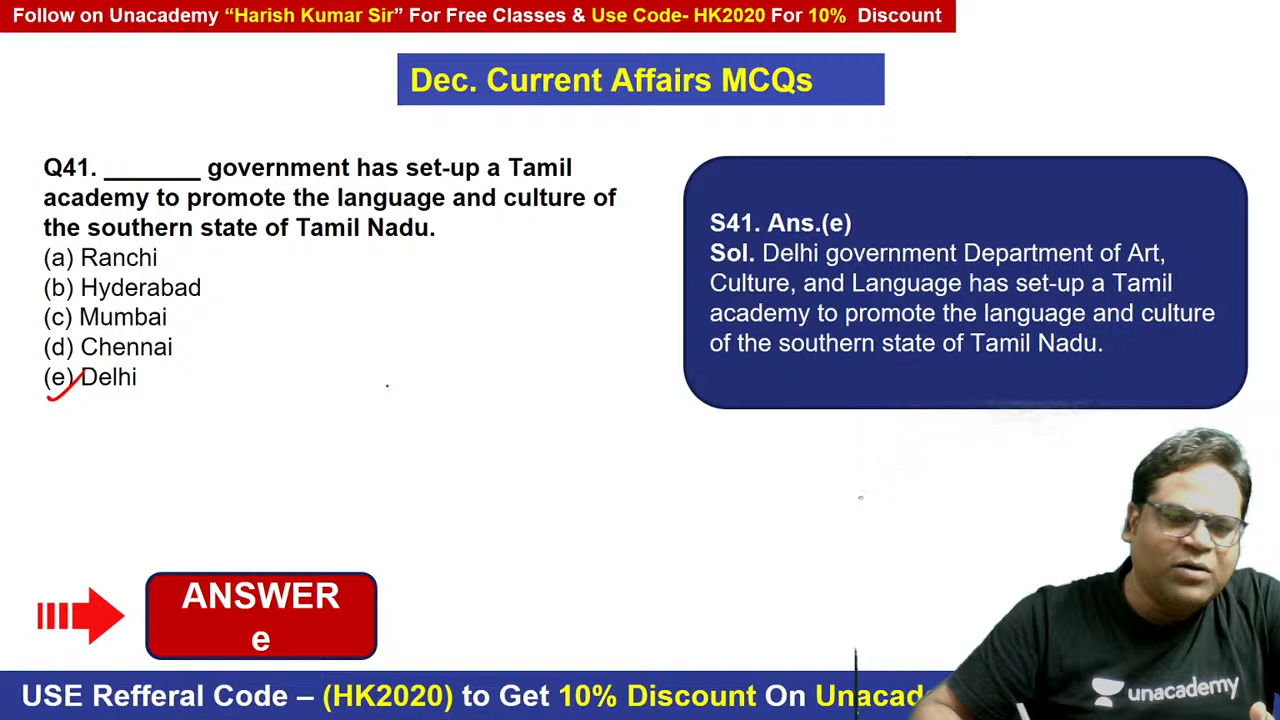 Follow on Unacademy “Harish Kumar Sir” For Free Classes & Use Code- HK2020 For 10% Discount
Dec. Current Affairs MCQs
Q41. _______ government has set-up a Tamil
academy to promote the language and culture of
the southern state of Tamil Nadu.
(a) Ranchi
(b) Hyderabad
(c) Mumbai
(d) Chennai
(e) Delhi
S41. Ans.(e)
Sol. Delhi government Department of Art,
Culture, and Language has set-up a Tamil
academy to promote the language and culture
of the southern state of Tamil Nadu.
ANSWER
e
USE Refferal Code – (HK2020) to Get 10% Discount On
unacademy